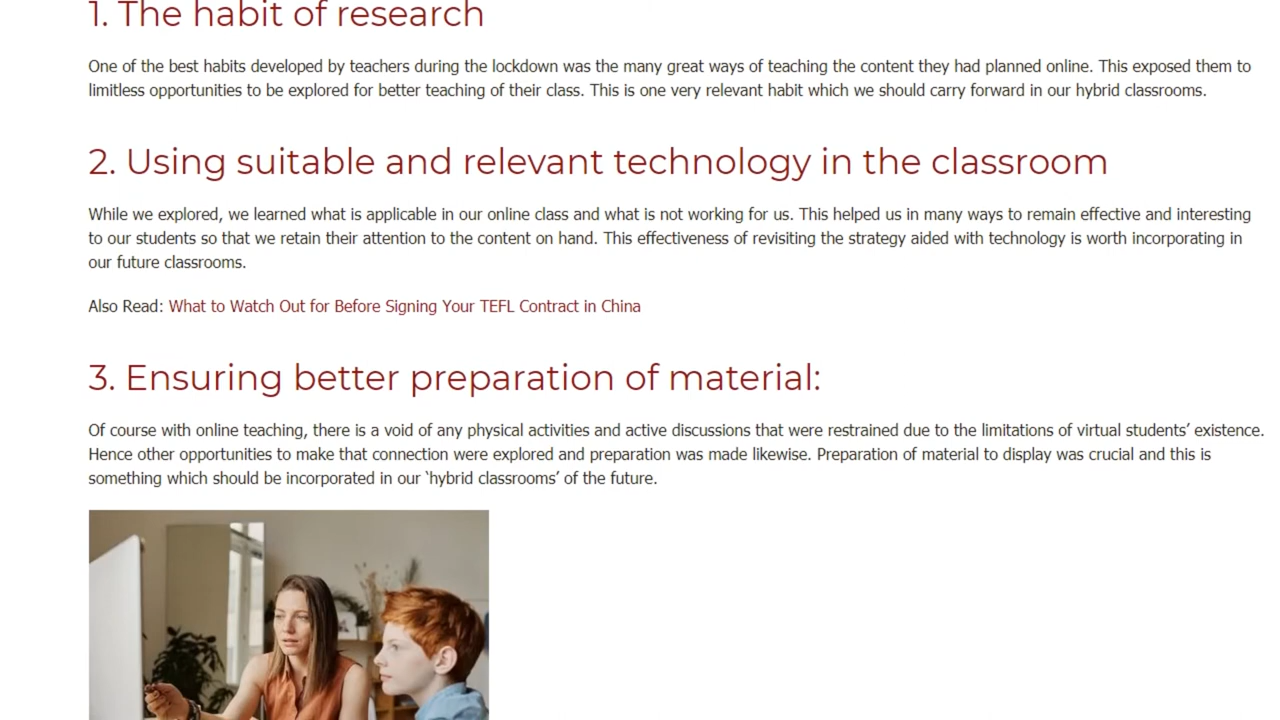 1. The habit of research
One of the best habits developed by teachers during the lockdown was the many great ways of teaching the content they had planned online. This exposed them to
limitless opportunities to be explored for better teaching of their class. This is one very relevant habit which we should carry forward in our hybrid classrooms.
2. Using suitable and relevant technology in the classroom
While we explored, we learned what is applicable in our online class and what is not working for us. This helped us in many ways to remain effective and interesting
to our students so that we retain their attention to the content on hand. This effectiveness of revisiting the strategy aided with technology is worth incorporating in
our future classrooms.
Also Read: What to Watch Out for Before Signing Your TEFL Contract in China
3. Ensuring better preparation of material:
Of course with online teaching, there is a void of any physical activities and active discussions that were restrained due to the limitations of virtual students’ existence.
Hence other opportunities to make that connection were explored and preparation was made likewise. Preparation of material to display was crucial and this is
something which should be incorporated in our ‘hybrid classrooms’ of the future.